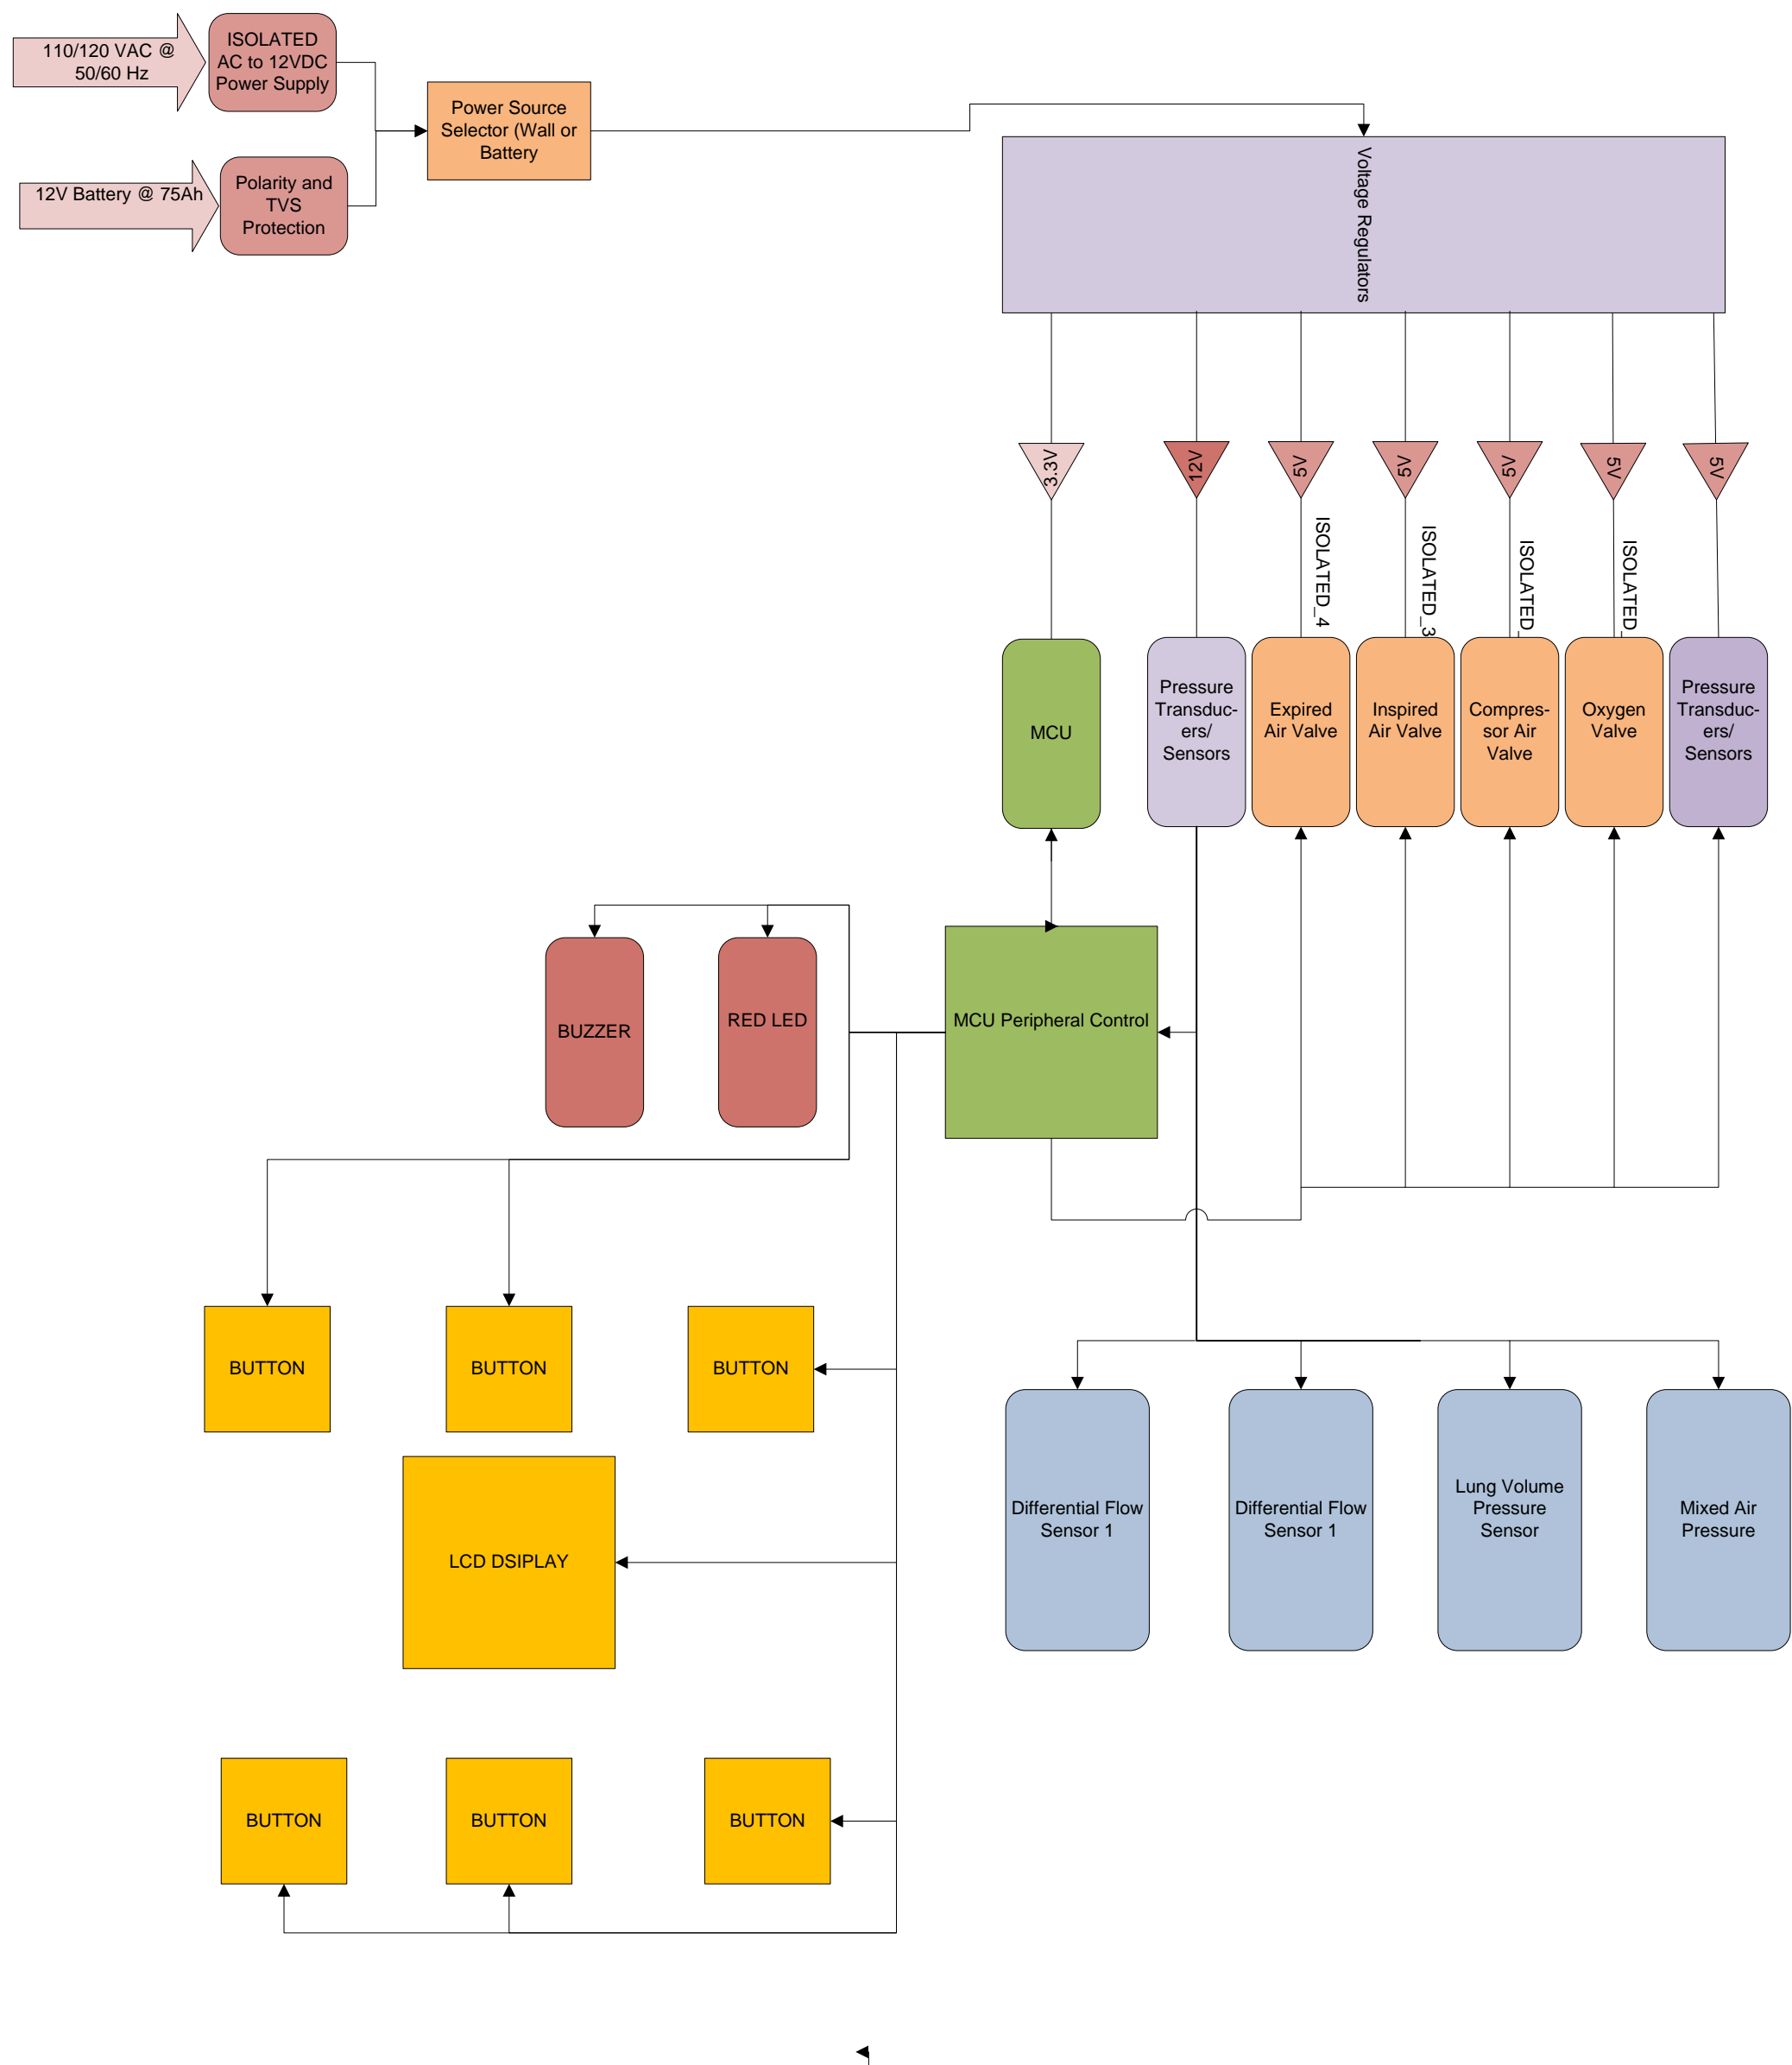 110/120 VAC @
50/60 Hz
ISOLATED
AC to 12VDC
Power Supply
Power Source
Selector (Wall or
Battery
12V Battery @ 75Ah
Polarity and
TVS
Protection
Voltage Regulators
3.3V
12V
5V
5V
5V
5V
5V
ISOLATED_4
ISOLATED_3
ISOLATED_
ISOLATED_
MCU
Pressure
Transduc-
ers/
Sensors
Expired
Air Valve
Inspired
Air Valve
Compres-
sor Air
Valve
Oxygen
Valve
Pressure
Transduc-
ers/
Sensors
BUZZER
RED LED
MCU Peripheral Control
BUTTON
BUTTON
BUTTON
LCD DSIPLAY
Differential Flow
Sensor 1
Differential Flow
Sensor 1
Lung Volume
Pressure
Sensor
Mixed Air
Pressure
BUTTON
BUTTON
BUTTON